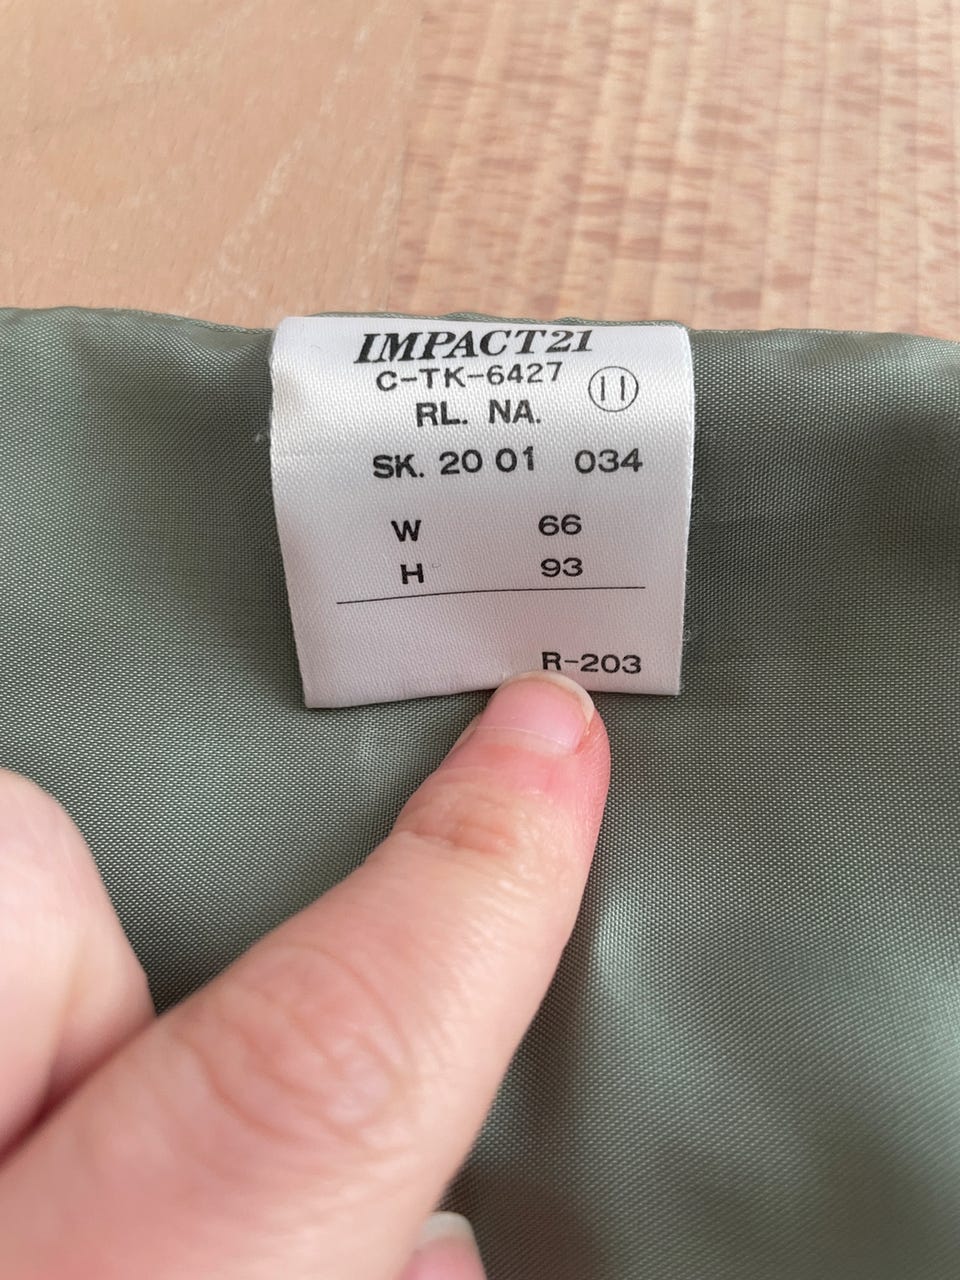 IMPACT21
C-TK-6427 ⑪
RL. NA.
SK. 20 01 034
W 66
H 93
R-203